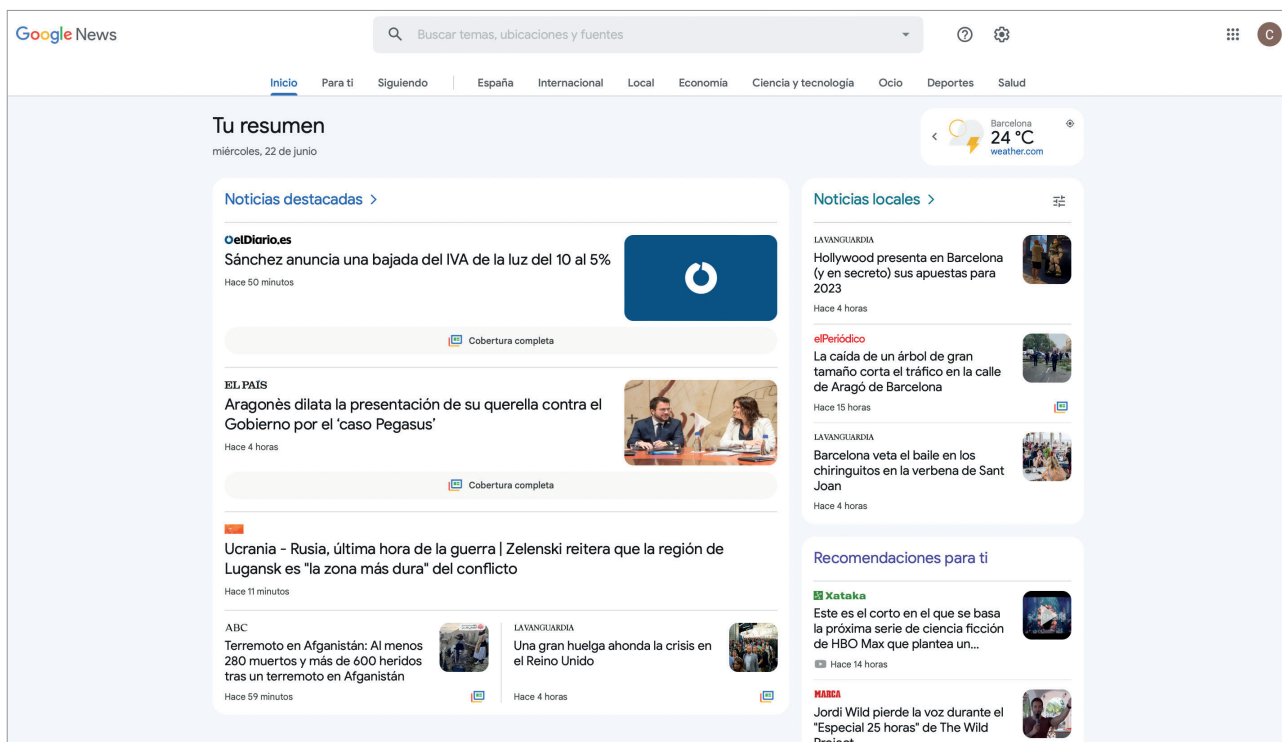 Google News
Buscar temas, ubicaciones y fuentes
C
Inicio Para ti Siguiendo España Internacional Local Economía Ciencia y tecnología Ocio Deportes Salud
Tu resumen
miércoles, 22 de junio
Barcelona
24 °C
weather.com
Noticias destacadas >
elDiario.es
Sánchez anuncia una bajada del IVA de la luz del 10 al 5%
Hace 50 minutos
Cobertura completa
EL PAÍS
Aragonès dilata la presentación de su querella contra el
Gobierno por el ‘caso Pegasus’
Hace 4 horas
Cobertura completa
Ucrania - Rusia, última hora de la guerra | Zelenski reitera que la región de
Lugansk es "la zona más dura" del conflicto
Hace 11 minutos
ABC
Terremoto en Afganistán: Al menos
280 muertos y más de 600 heridos
tras un terremoto en Afganistán
Hace 59 minutos
LAVANGUARDIA
Una gran huelga ahonda la crisis en
el Reino Unido
Hace 4 horas
Noticias locales >
LAVANGUARDIA
Hollywood presenta en Barcelona
(y en secreto) sus apuestas para
2023
Hace 4 horas
elPeriódico
La caída de un árbol de gran
tamaño corta el tráfico en la calle
de Aragó de Barcelona
Hace 15 horas
LAVANGUARDIA
Barcelona veta el baile en los
chiringuitos en la verbena de Sant
Joan
Hace 4 horas
Recomendaciones para ti
Xataka
Este es el corto en el que se basa
la próxima serie de ciencia ficción
de HBO Max que plantea un...
Hace 14 horas
MARCA
Jordi Wild pierde la voz durante el
"Especial 25 horas" de The Wild
Project